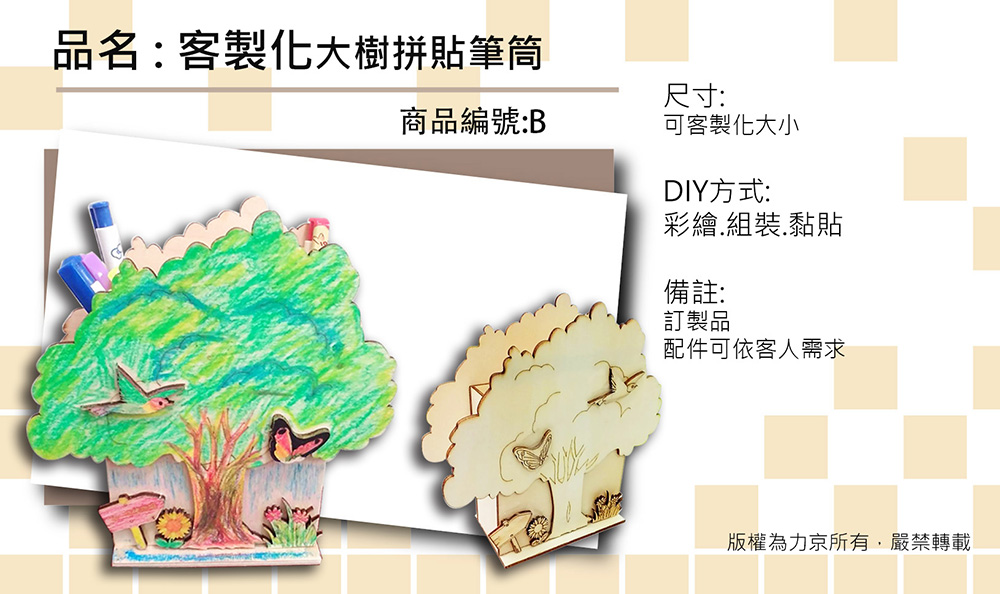 品名 : 客製化大樹拼貼筆筒
商品編號:B
尺寸:
可客製化大小
DIY方式:
彩繪.組裝.黏貼
備註:
訂製品
配件可依客人需求
版權為力京所有，嚴禁轉載